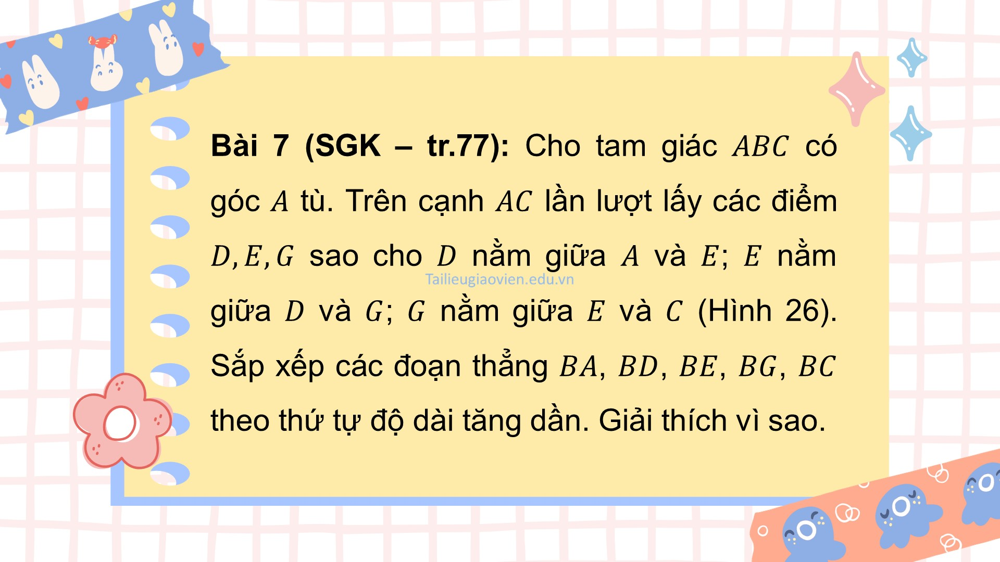 Bài 7 (SGK – tr.77): Cho tam giác ABC có
góc A tù. Trên cạnh AC lần lượt lấy các điểm
D, E, G sao cho D nằm giữa A và E; E nằm
Tailieugiaovien.edu.vn
giữa D và G; G nằm giữa E và C (Hình 26).
Sắp xếp các đoạn thẳng BA, BD, BE, BG, BC
theo thứ tự độ dài tăng dần. Giải thích vì sao.